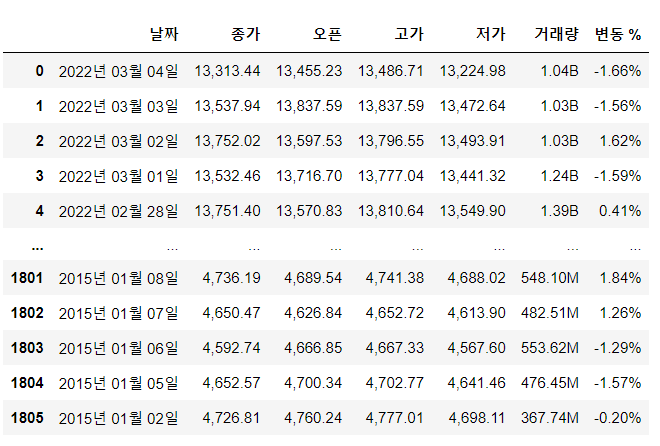 날짜 종가 오픈 고가 저가 거래량 변동 %
0 2022년 03월 04일 13,313.44 13,455.23 13,486.71 13,224.98 1.04B -1.66%
1 2022년 03월 03일 13,537.94 13,837.59 13,837.59 13,472.64 1.03B -1.56%
2 2022년 03월 02일 13,752.02 13,597.53 13,796.55 13,493.91 1.03B 1.62%
3 2022년 03월 01일 13,532.46 13,716.70 13,777.04 13,441.32 1.24B -1.59%
4 2022년 02월 28일 13,751.40 13,570.83 13,810.64 13,549.90 1.39B 0.41%
... ... ... ... ... ... ... ...
1801 2015년 01월 08일 4,736.19 4,689.54 4,741.38 4,688.02 548.10M 1.84%
1802 2015년 01월 07일 4,650.47 4,626.84 4,652.72 4,613.90 482.51M 1.26%
1803 2015년 01월 06일 4,592.74 4,666.85 4,667.33 4,567.60 553.62M -1.29%
1804 2015년 01월 05일 4,652.57 4,700.34 4,702.77 4,641.46 476.45M -1.57%
1805 2015년 01월 02일 4,726.81 4,760.24 4,777.01 4,698.11 367.74M -0.20%